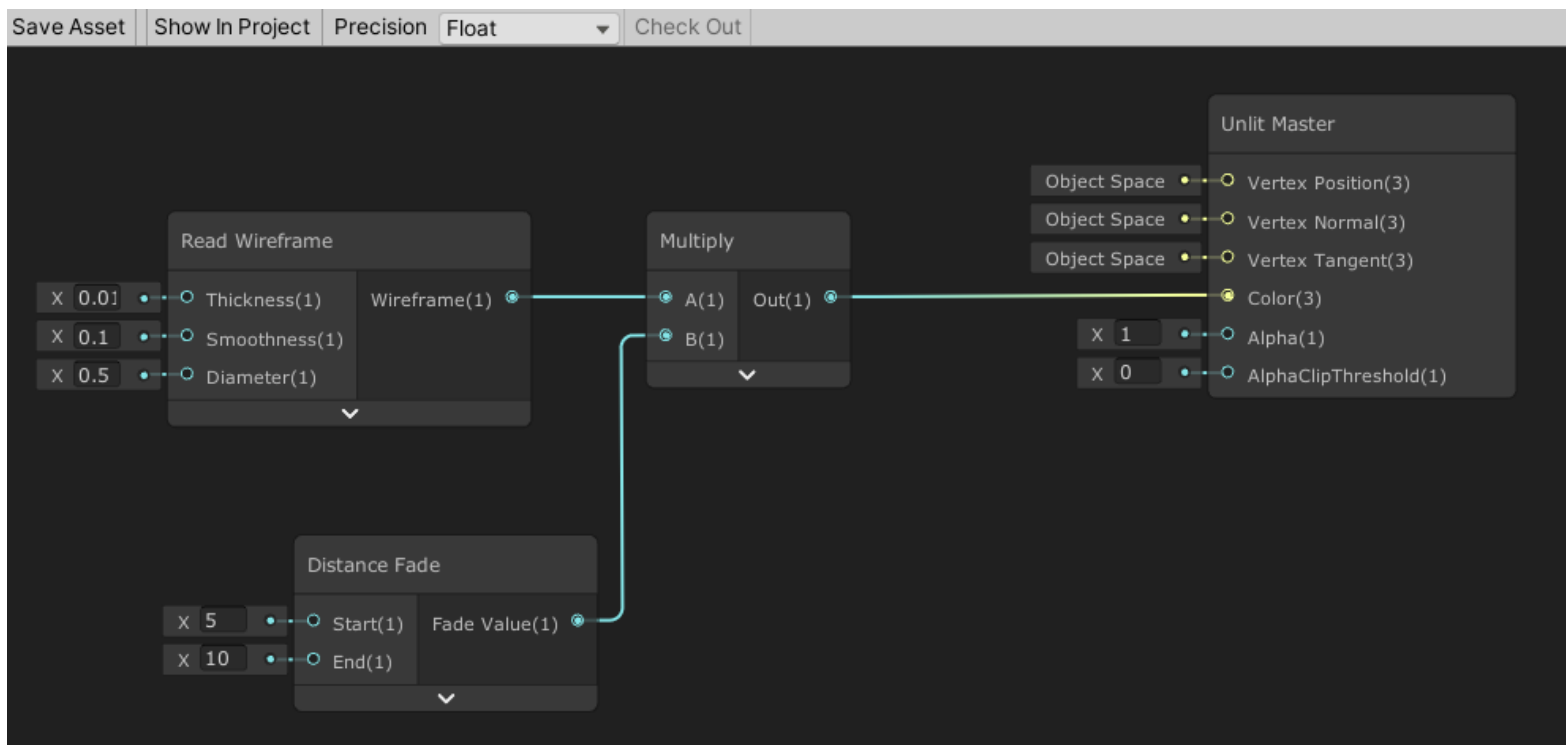 Save Asset Show In Project Precision Float Check Out
Unlit Master
Object Space Vertex Position(3)
Object Space Vertex Normal(3)
Object Space Vertex Tangent(3)
Color(3)
X 1 Alpha(1)
X 0 AlphaClipThreshold(1)
Read Wireframe
X 0.01 Thickness(1) Wireframe(1)
X 0.1 Smoothness(1)
X 0.5 Diameter(1)
Multiply
A(1) Out(1)
B(1)
Distance Fade
X 5 Start(1) Fade Value(1)
X 10 End(1)